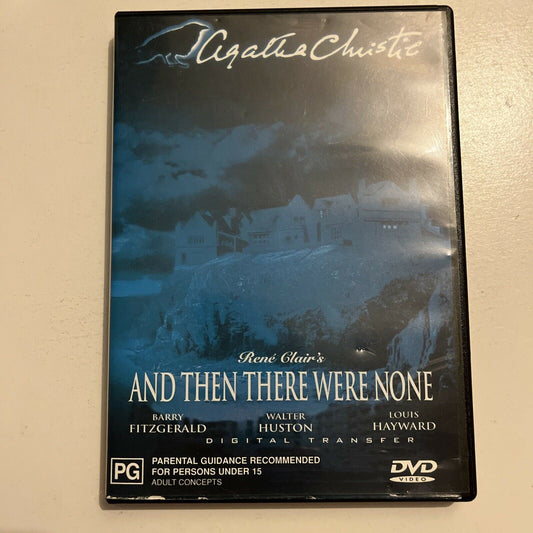 Agatha Christie
René Clair's
AND THEN THERE WERE NONE
BARRY FITZGERALD
WALTER HUSTON
LOUIS HAYWARD
DIGITAL TRANSFER
PG
PARENTAL GUIDANCE RECOMMENDED
FOR PERSONS UNDER 15
ADULT CONCEPTS
DVD
VIDEO